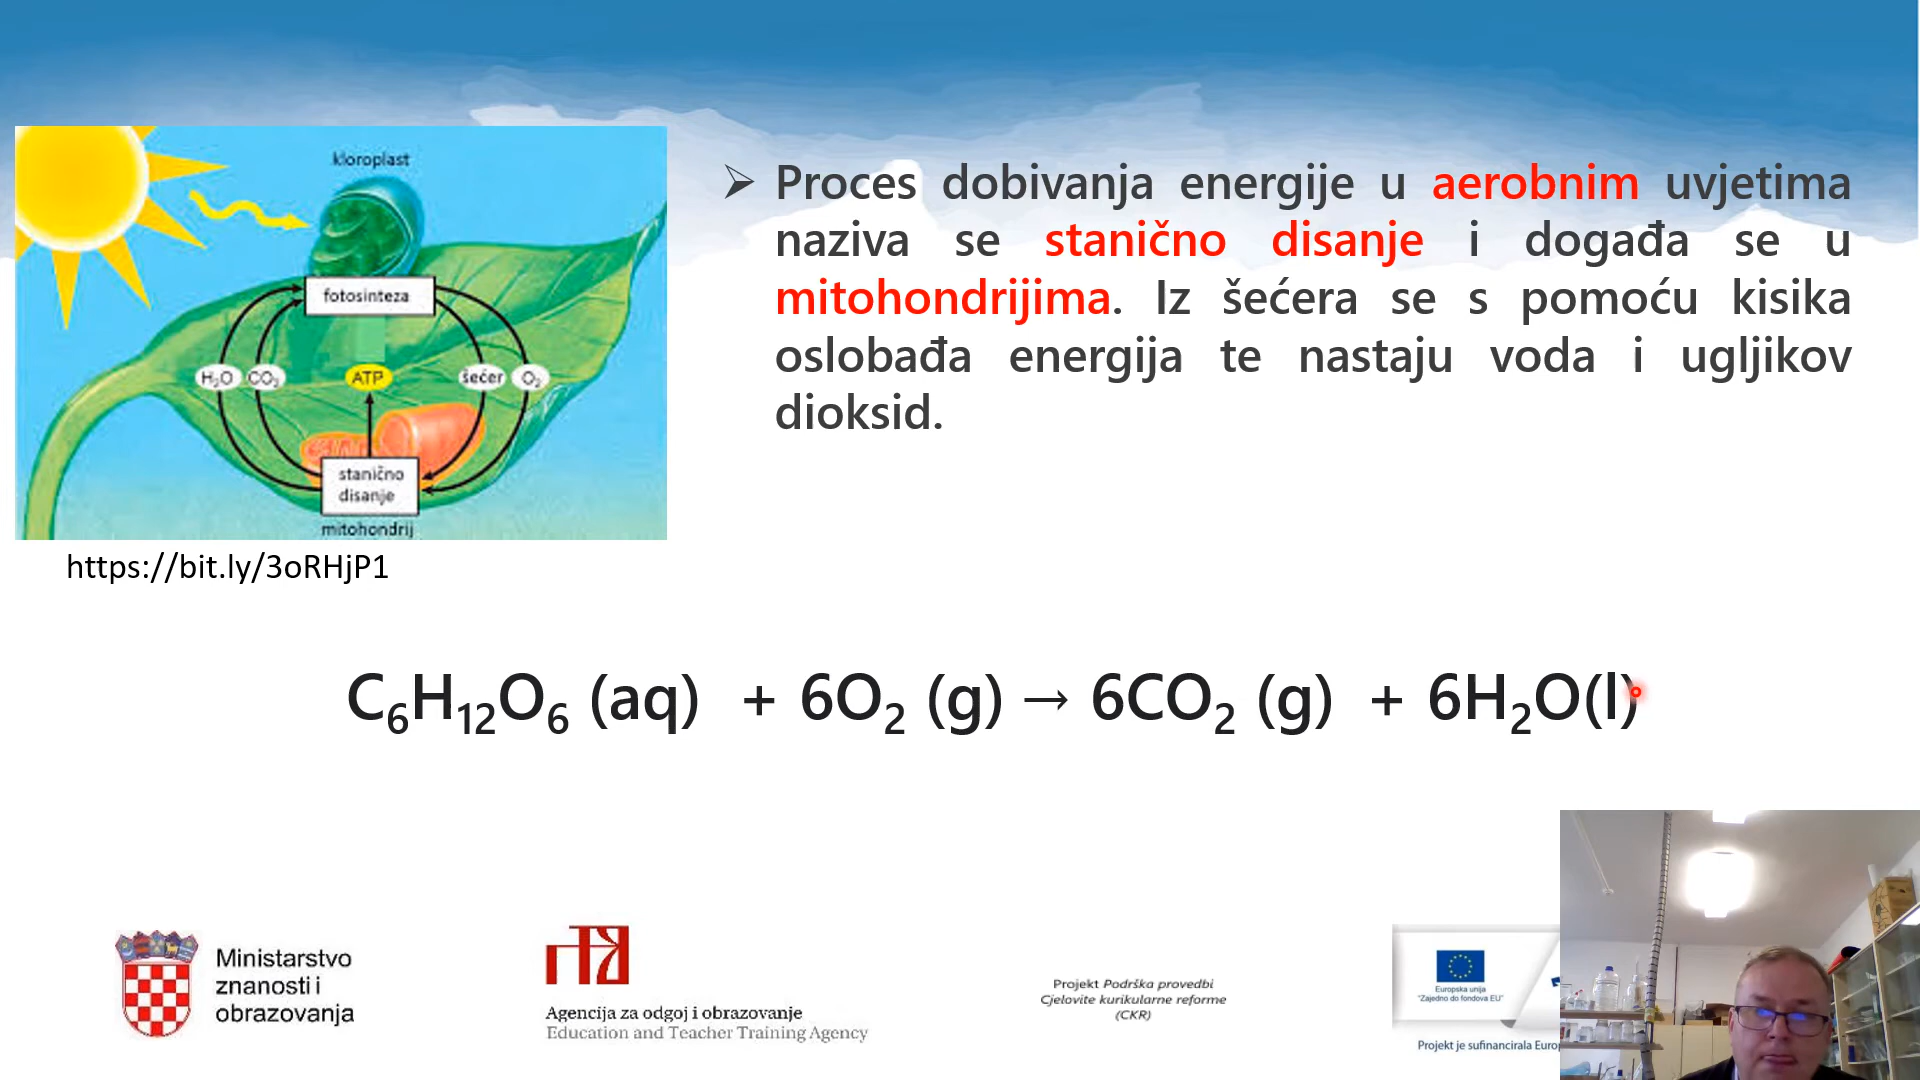 kloroplast
fotosinteza
H₂O CO₂ ATP šećer O₂
stanično
disanje
mitohondrij
https://bit.ly/3oRHjP1
➢ Proces dobivanja energije u aerobnim uvjetima
naziva se stanično disanje i događa se u
mitohondrijima. Iz šećera se s pomoću kisika
oslobađa energija te nastaju voda i ugljikov
dioksid.
C₆H₁₂O₆ (aq) + 6O₂ (g) → 6CO₂ (g) + 6H₂O(l)
Ministarstvo
znanosti i
obrazovanja
Agencija za odgoj i obrazovanje
Education and Teacher Training Agency
Projekt Podrška provedbi
Cjelovite kurikularne reforme
(CKR)
Europska unija
"Zajedno do fondova EU"
Projekt je sufinancirala Euro